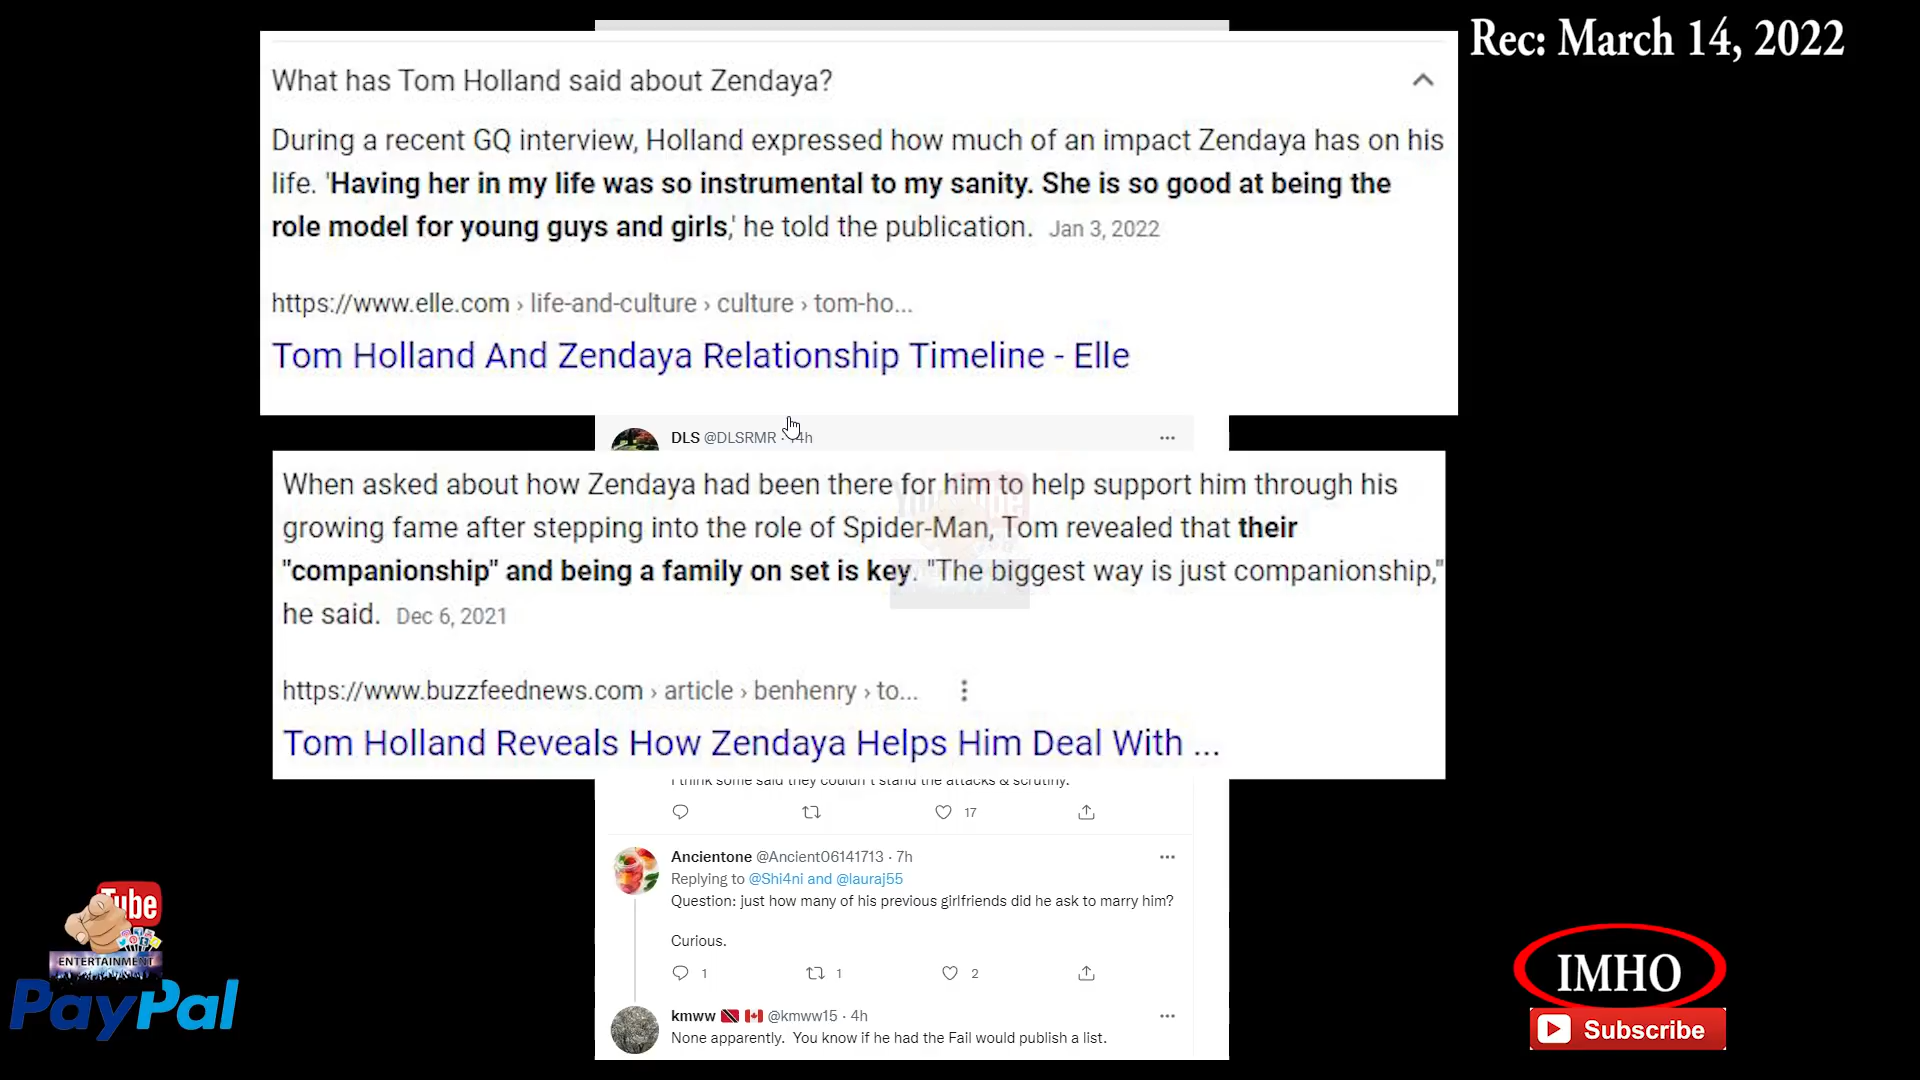 Rec: March 14, 2022
What has Tom Holland said about Zendaya?
During a recent GQ interview, Holland expressed how much of an impact Zendaya has on his
life. 'Having her in my life was so instrumental to my sanity. She is so good at being the
role model for young guys and girls,' he told the publication. Jan 3, 2022
https://www.elle.com › life-and-culture › culture › tom-ho...
Tom Holland And Zendaya Relationship Timeline - Elle
DLS @DLSRMR · 14h
When asked about how Zendaya had been there for him to help support him through his
growing fame after stepping into the role of Spider-Man, Tom revealed that their
"companionship" and being a family on set is key. "The biggest way is just companionship,"
he said. Dec 6, 2021
https://www.buzzfeednews.com › article › benhenry › to...
Tom Holland Reveals How Zendaya Helps Him Deal With ...
I think some said they couldn't stand the attacks & scrutiny.
17
Ancientone @Ancient06141713 · 7h
Replying to @Shi4ni and @lauraj55
Question: just how many of his previous girlfriends did he ask to marry him?
Curious.
1 1 2
kmww @kmww15 · 4h
None apparently. You know if he had the Fail would publish a list.
Tube
ENTERTAINMENT
PayPal
IMHO
Subscribe